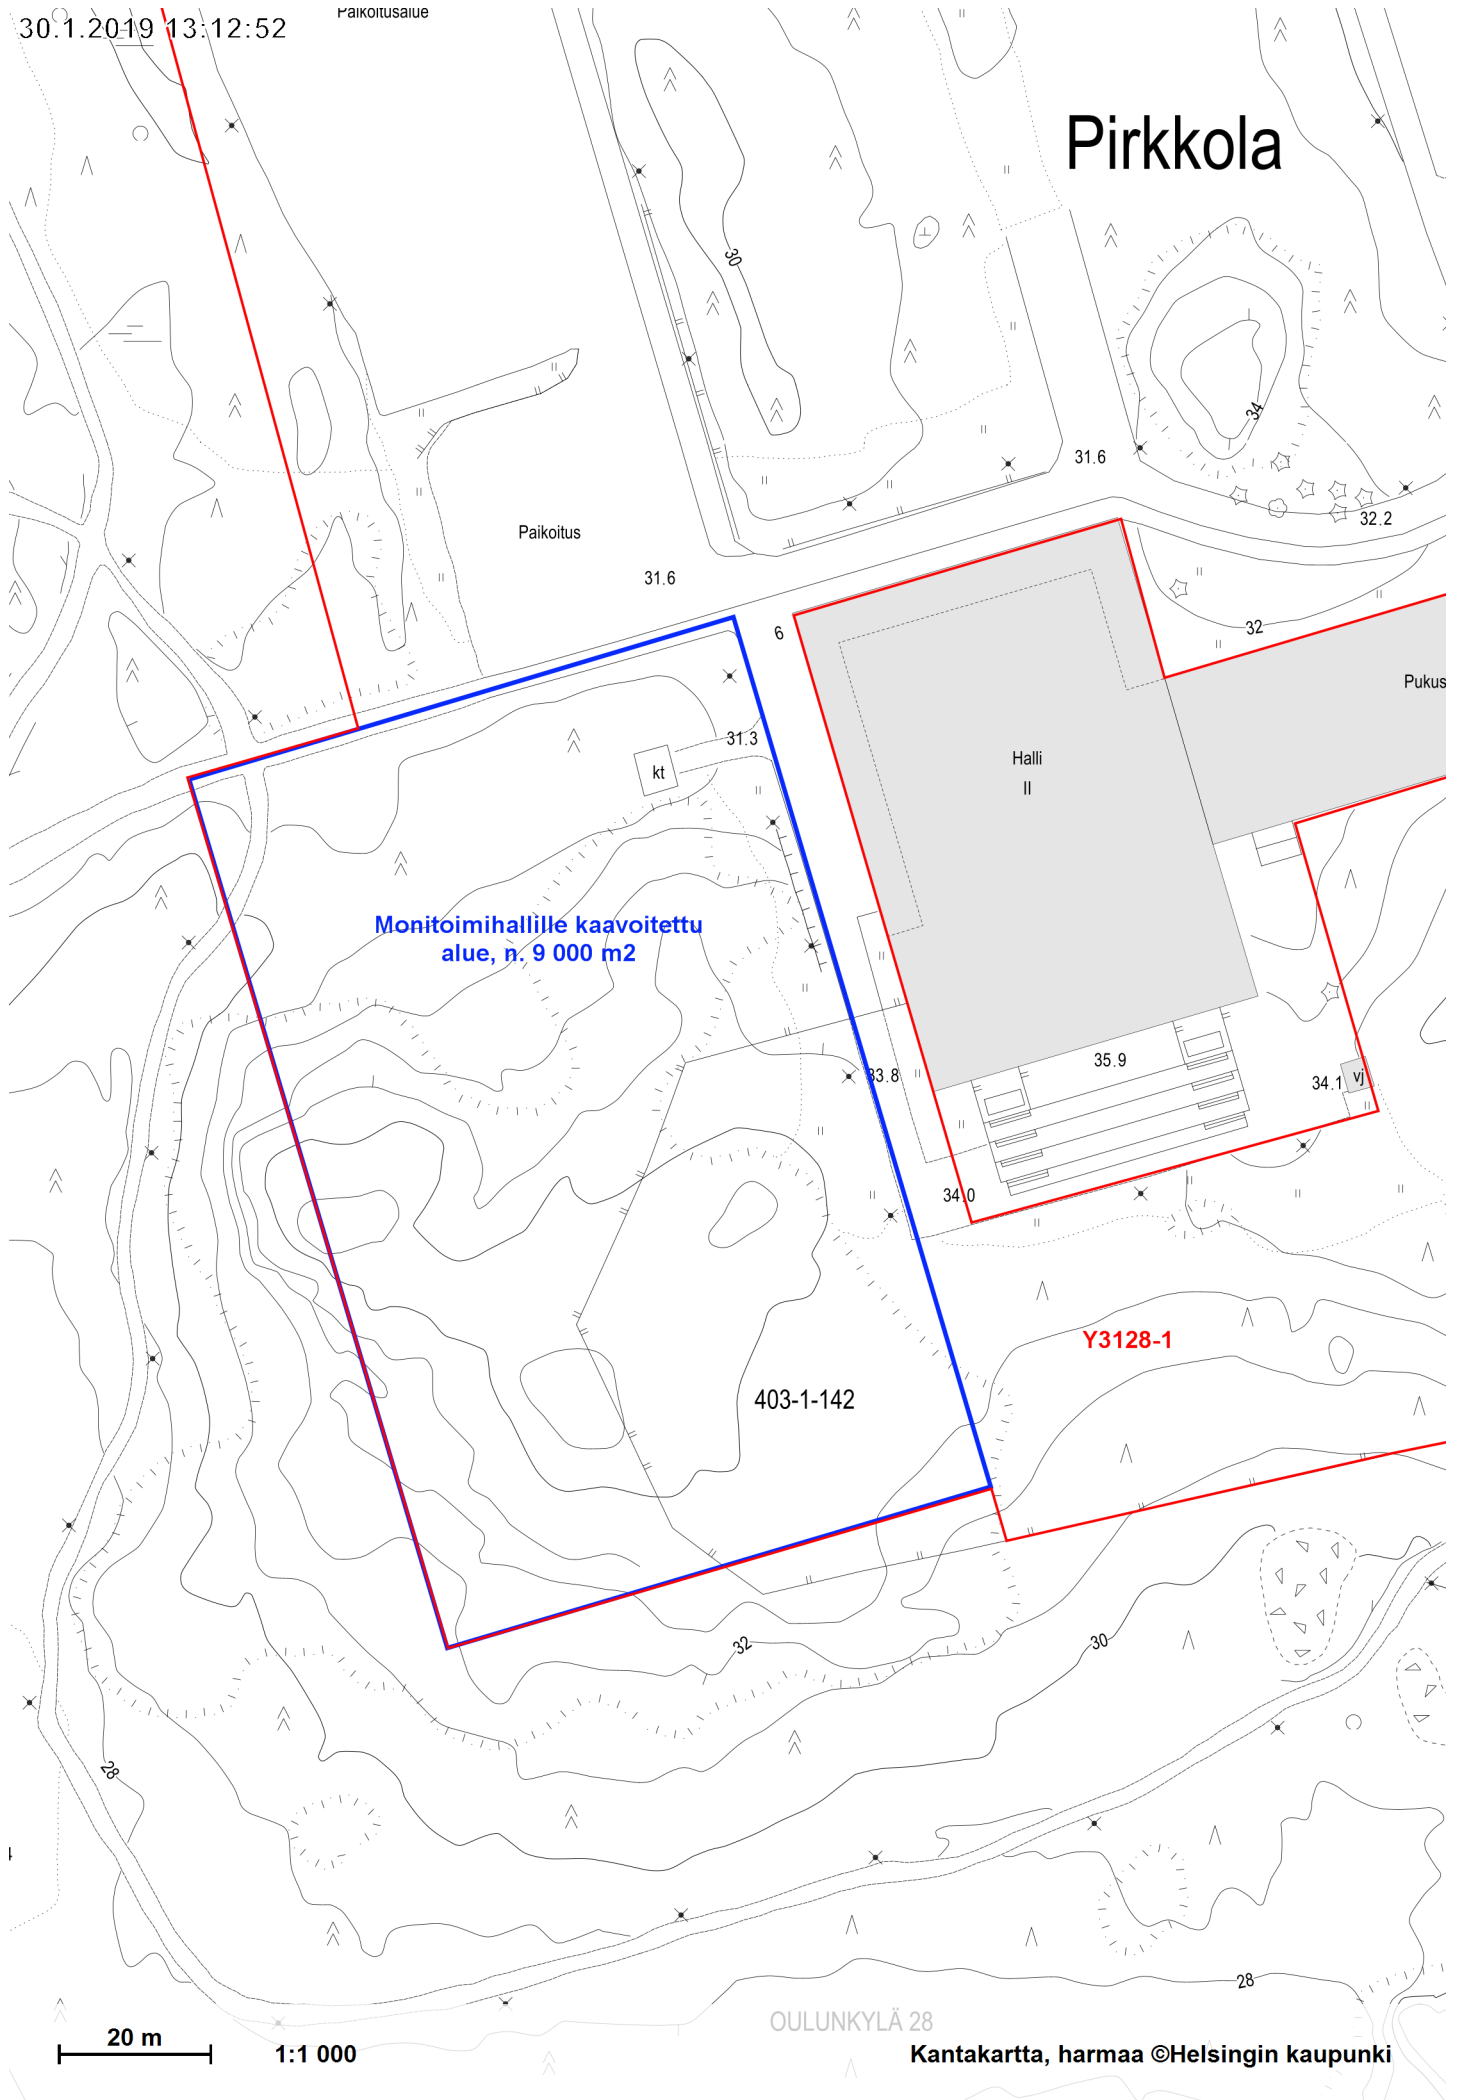 30.1.2019 13:12:52
Paikoitusalue
Pirkkola
30
34
31.6
32.2
Paikoitus
31.6
6
32
Pukus
31.3
kt
Halli
II
Monitoimihallille kaavoitettu
alue, n. 9 000 m2
35.9
33.8
34.1
vj
34.0
Y3128-1
403-1-142
32
30
28
4
28
OULUNKYLÄ 28
20 m
1:1 000
Kantakartta, harmaa ©Helsingin kaupunki